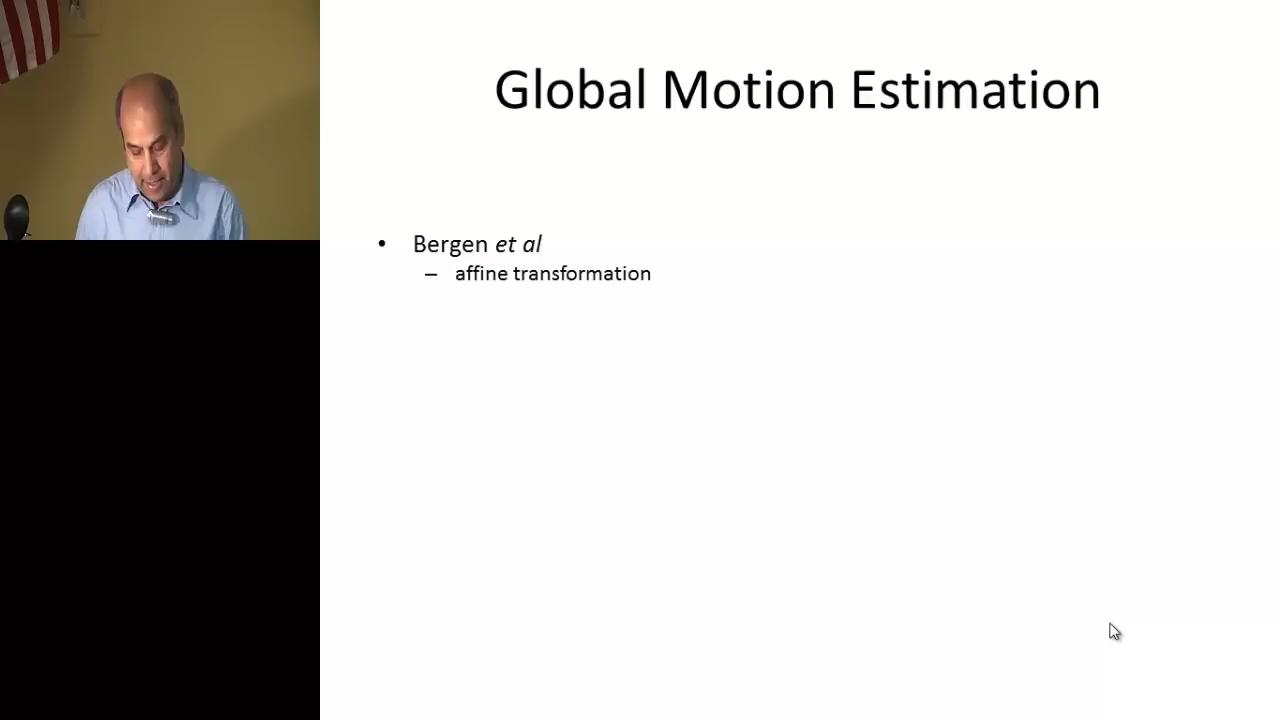 Global Motion Estimation
• Bergen et al
– affine transformation